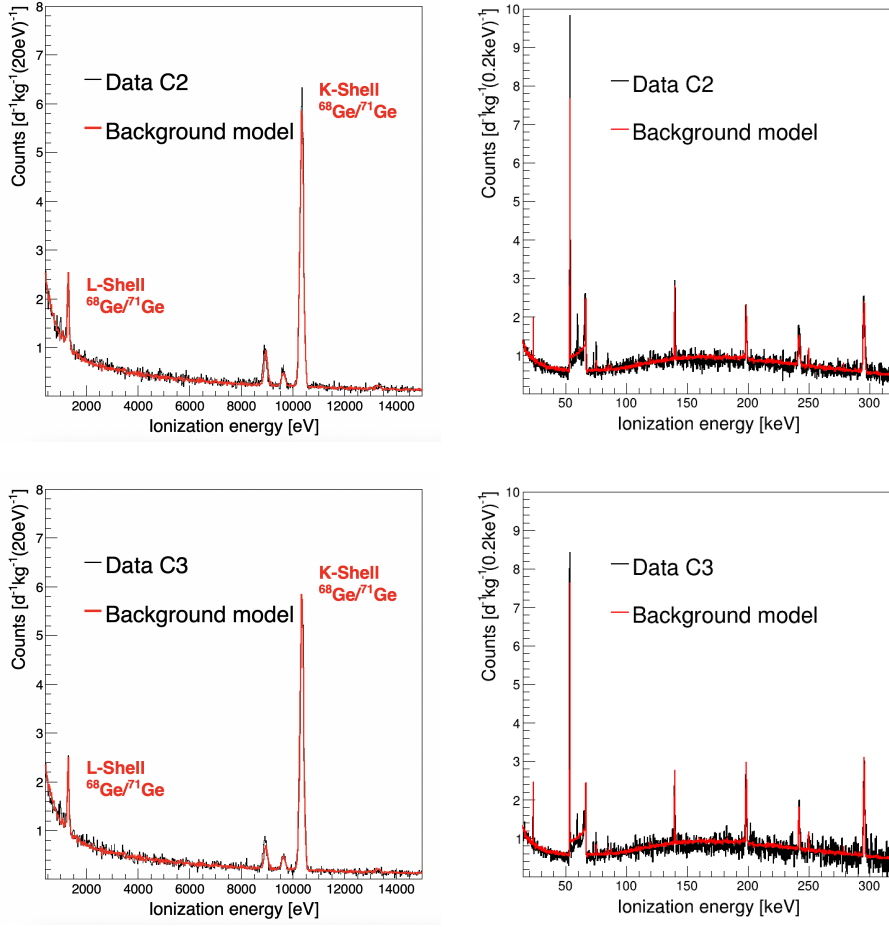 Counts [d⁻¹kg⁻¹(20eV)⁻¹]
8
7
6
5
4
3
2
1
Data C2
Background model
K-Shell
⁶⁸Ge/⁷¹Ge
L-Shell
⁶⁸Ge/⁷¹Ge
2000 4000 6000 8000 10000 12000 14000
Ionization energy [eV]
Counts [d⁻¹kg⁻¹(0.2keV)⁻¹]
10
9
8
7
6
5
4
3
2
1
Data C2
Background model
50 100 150 200 250 300
Ionization energy [keV]
Counts [d⁻¹kg⁻¹(20eV)⁻¹]
8
7
6
5
4
3
2
1
Data C3
Background model
K-Shell
⁶⁸Ge/⁷¹Ge
L-Shell
⁶⁸Ge/⁷¹Ge
2000 4000 6000 8000 10000 12000 14000
Ionization energy [eV]
Counts [d⁻¹kg⁻¹(0.2keV)⁻¹]
10
9
8
7
6
5
4
3
2
1
Data C3
Background model
50 100 150 200 250 300
Ionization energy [keV]